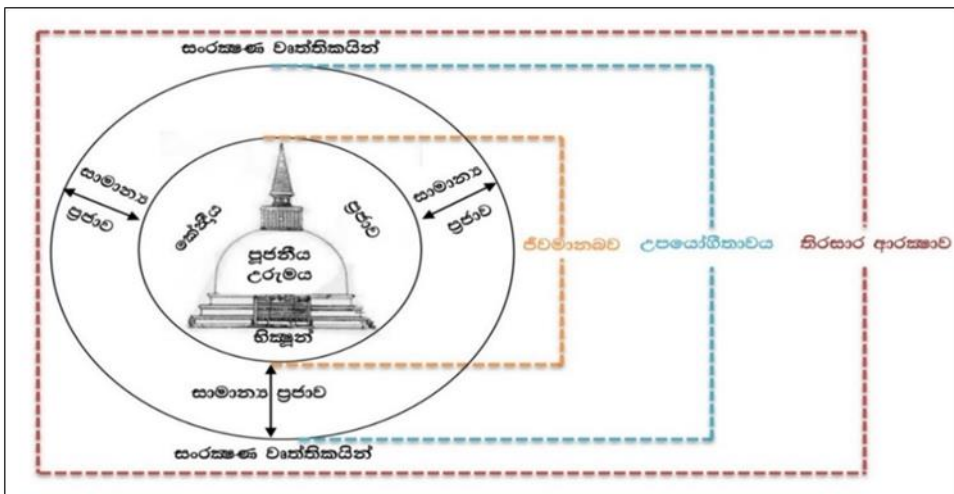 සංරක්‍ෂණ වෘත්තිකයින්
සාමාන්‍ය
ප්‍රජාව
කේන්ද්‍රීය
ප්‍රජාව
සාමාන්‍ය
ප්‍රජාව
පූජනීය
උරුමය
භික්‍ෂූන්
ජීවමානබව
උපයෝගීතාවය
තිරසාර ආරක්‍ෂාව
සාමාන්‍ය ප්‍රජාව
සංරක්‍ෂණ වෘත්තිකයින්